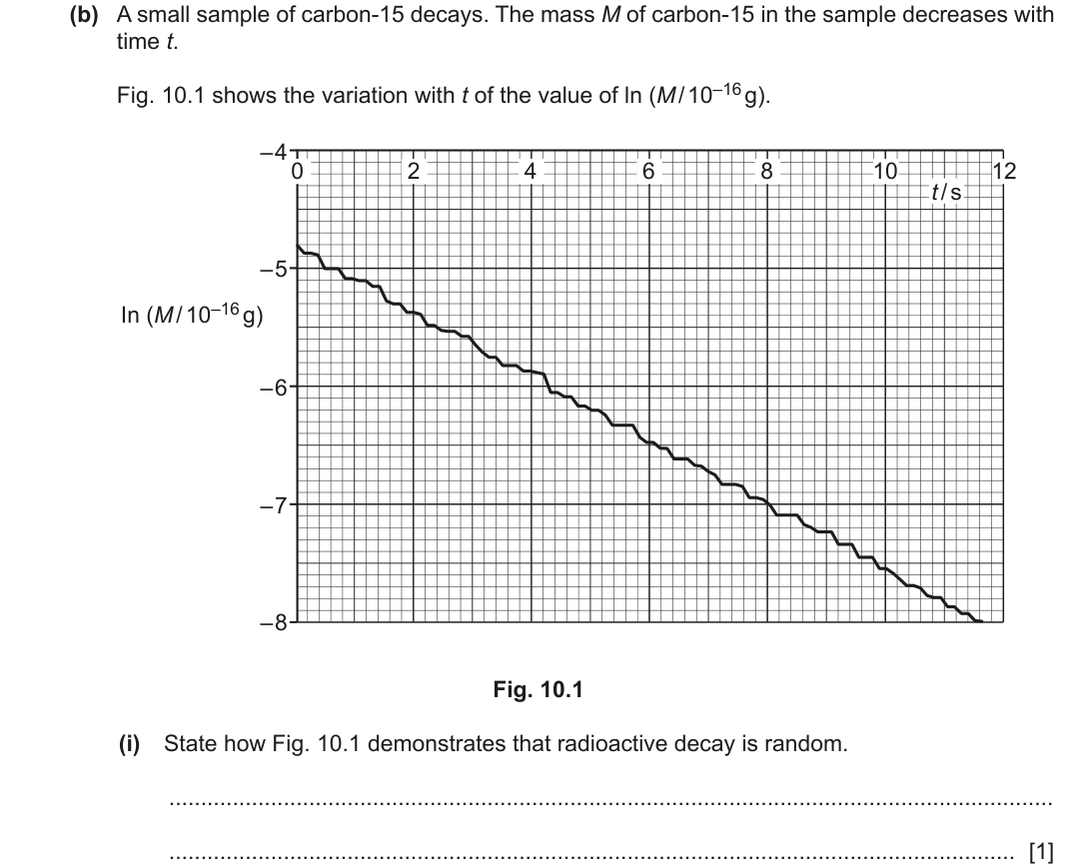 (b) A small sample of carbon-15 decays. The mass M of carbon-15 in the sample decreases with
time t.
Fig. 10.1 shows the variation with t of the value of ln (M/10⁻¹⁶g).
–4
0 2 4 6 8 10 12
t/s
–5
ln (M/10⁻¹⁶g)
–6
–7
–8
Fig. 10.1
(i) State how Fig. 10.1 demonstrates that radioactive decay is random.
..........................................................................................................................................
.................................................................................................................................... [1]